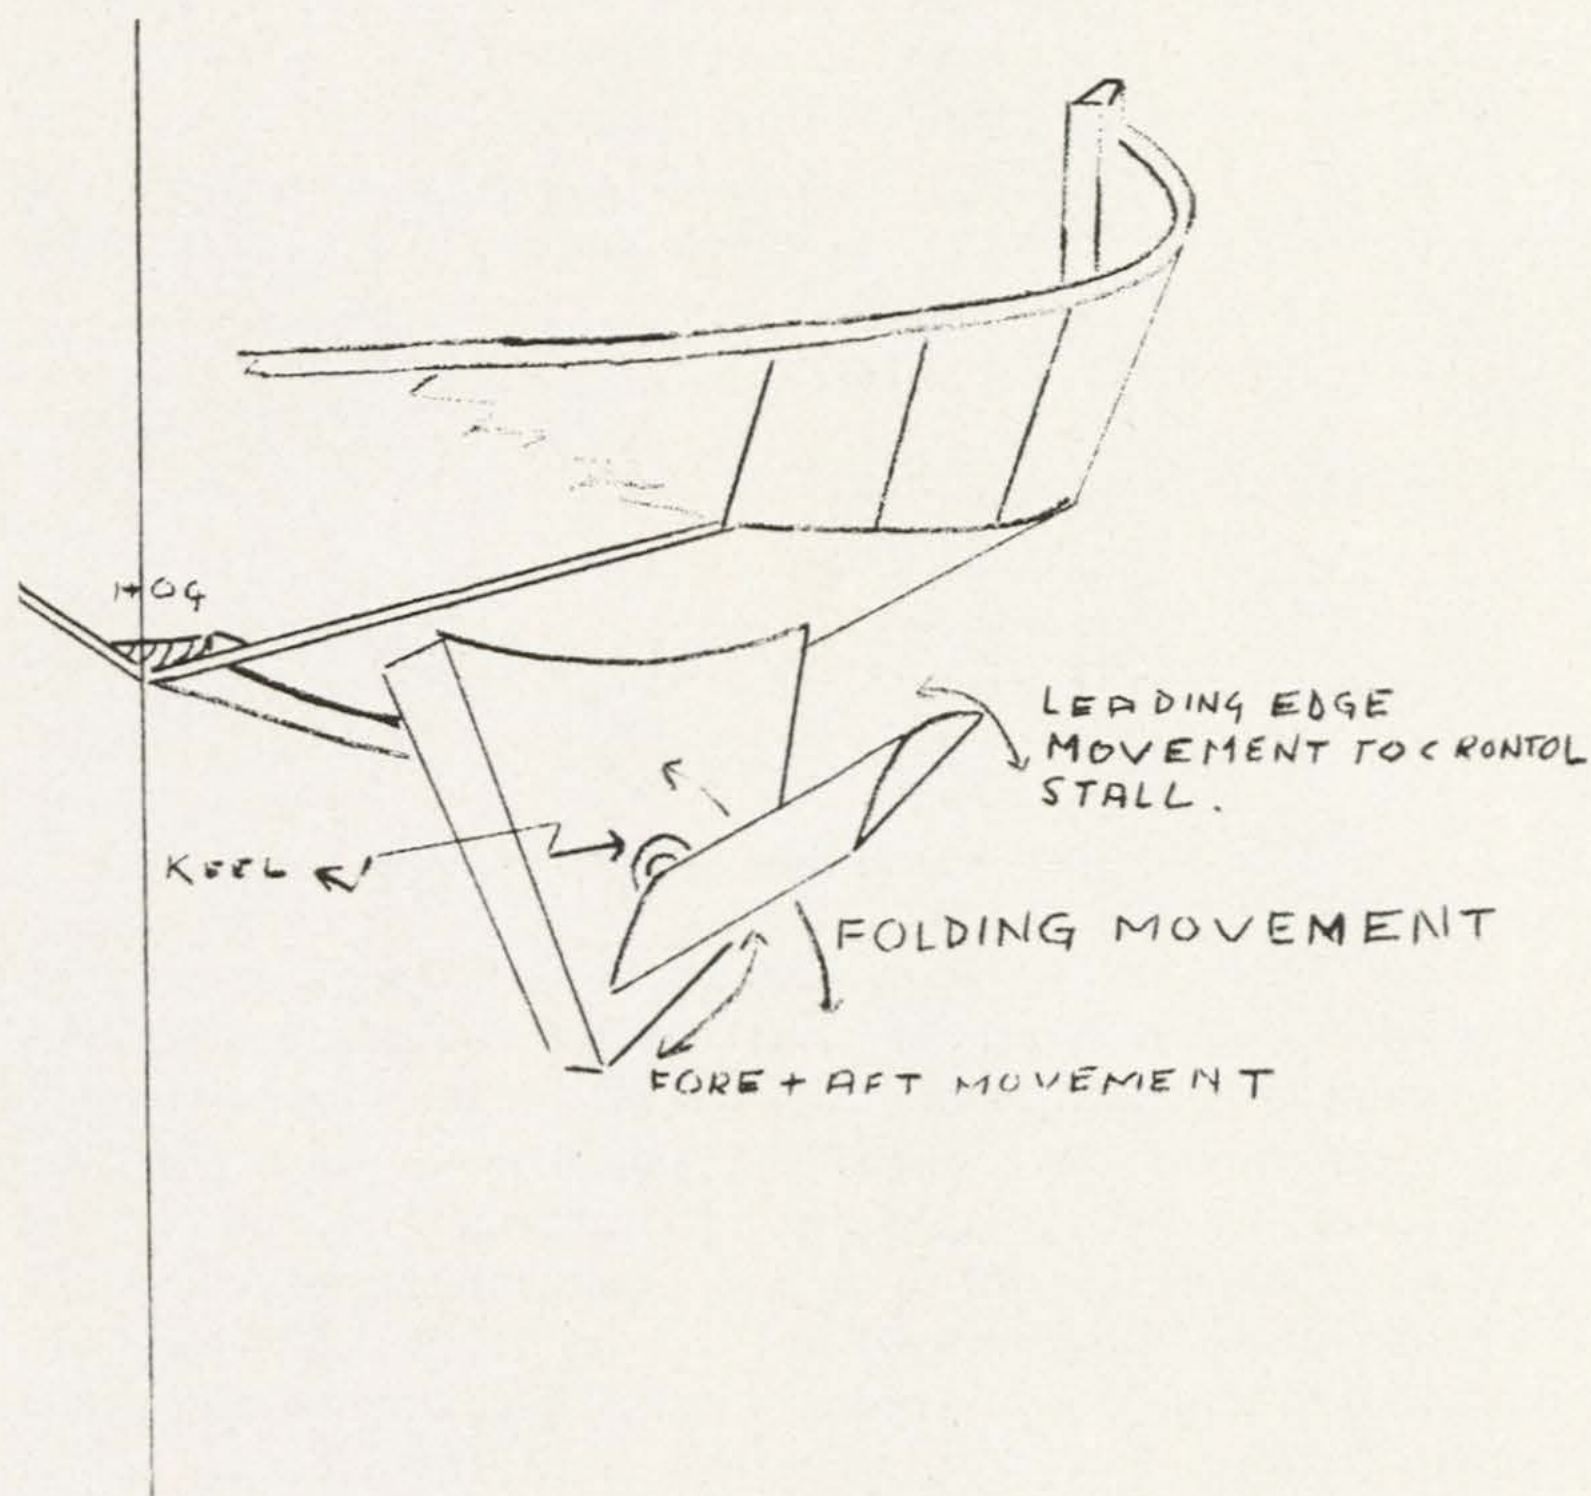 HOG
LEADING EDGE
MOVEMENT TO CRONTOL
STALL.
KEEL
FOLDING MOVEMENT
FORE + AFT MOVEMENT